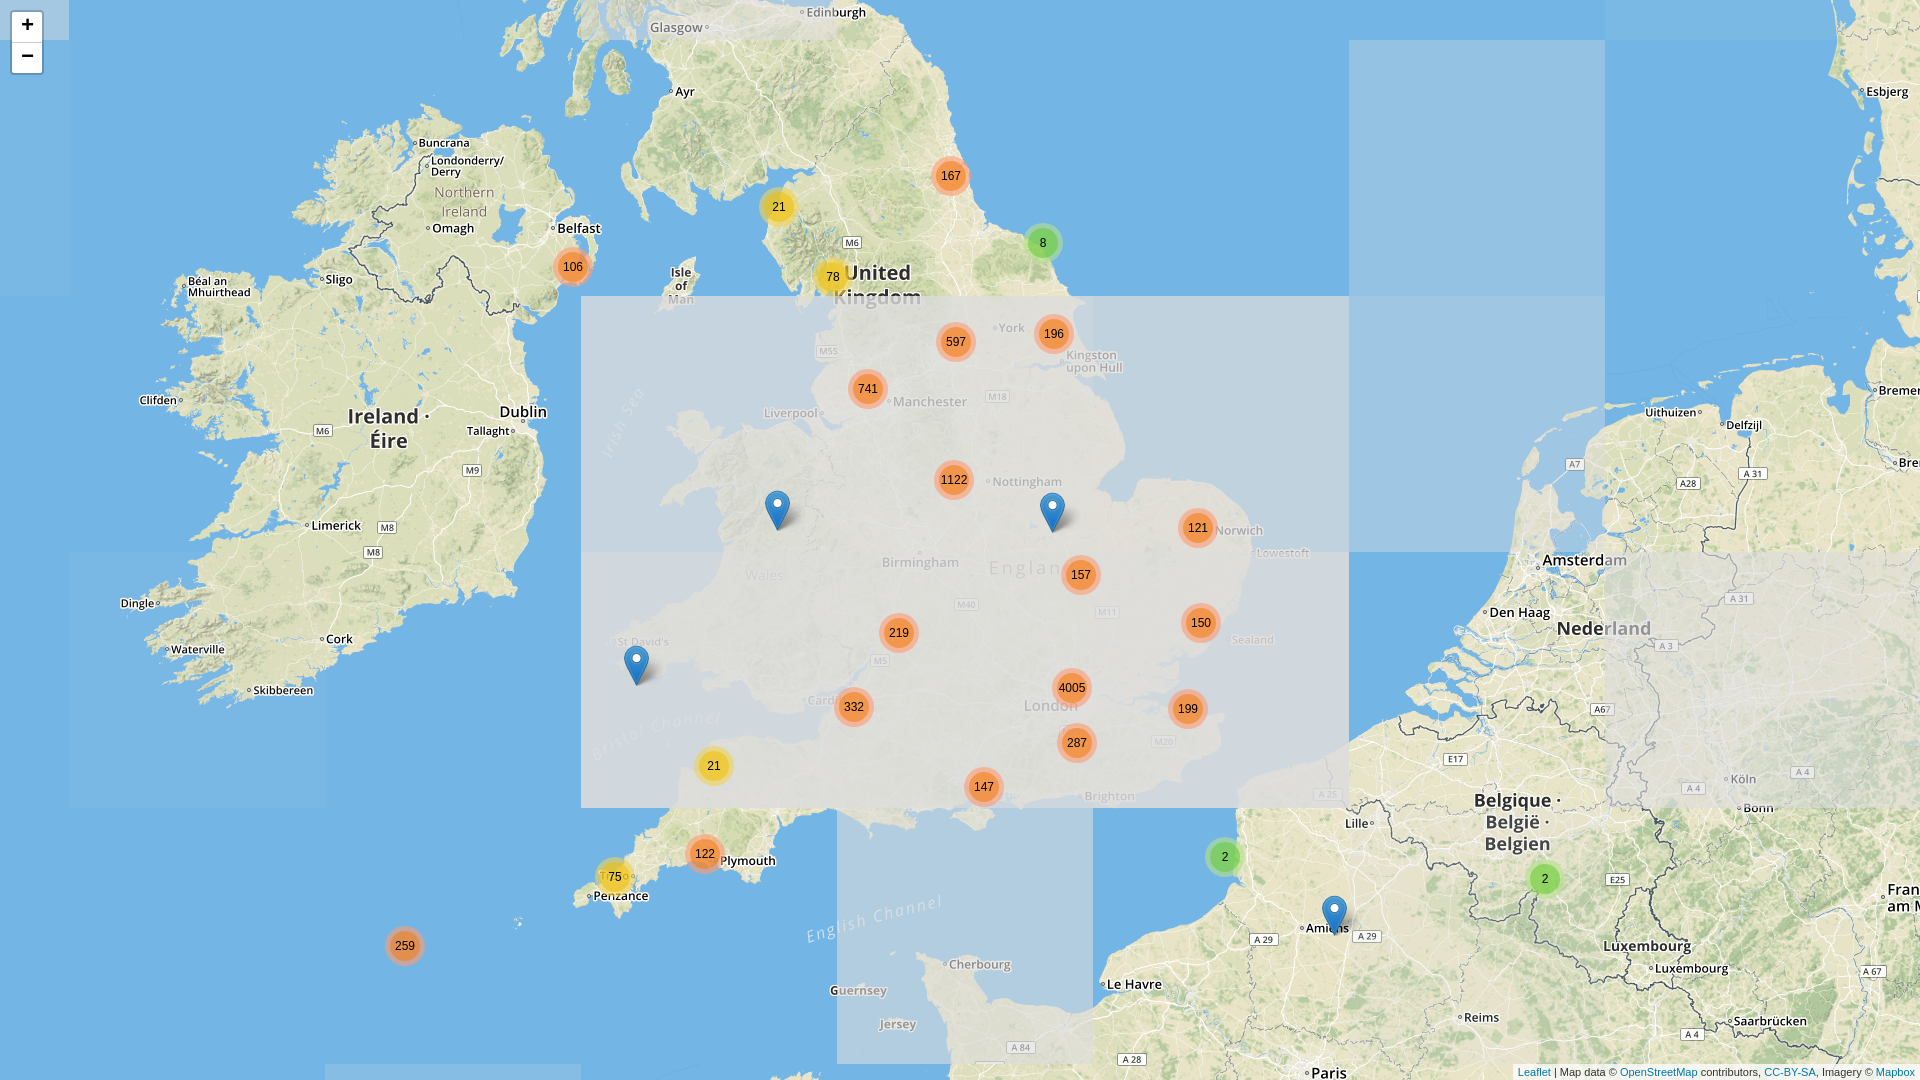 +
−
Glasgow
Edinburgh
Ayr
Esbjerg
Buncrana
Londonderry/
Derry
Northern
Ireland
Omagh
Belfast
167
21
M6
8
Isle
of
Man
106
78
United
Kingdom
Béal an
Mhuirthead
Sligo
York
196
597
M55
Kingston
upon Hull
741
Manchester
M18
Liverpool
Irish Sea
Clifden
Ireland ·
Éire
M6
Dublin
Tallaght
M9
Uithuizen
Delfzijl
A7
A 31
A28
1122
Nottingham
Limerick
M8
M8
121
Norwich
Lowestoft
Birmingham
Wales
Englan
157
Amsterdam
M40
M11
A 31
Dingle
Den Haag
Nederland
219
150
Sealand
Cork
Waterville
St David's
M5
A 3
Skibbereen
4005
London
332
199
A67
Bristol Channel
287
M20
E17
21
147
Brighton
A 25
Köln
A 4
A 4
Bonn
Belgique ·
België ·
Belgien
Lille
122
Plymouth
75
Penzance
2
2
E25
259
English Channel
Amiens
A 29
A 29
Luxembourg
Luxembourg
Cherbourg
Le Havre
A 67
Guernsey
Jersey
Reims
Saarbrücken
A 4
A 84
A 28
Paris
Leaflet | Map data © OpenStreetMap contributors, CC-BY-SA, Imagery © Mapbox